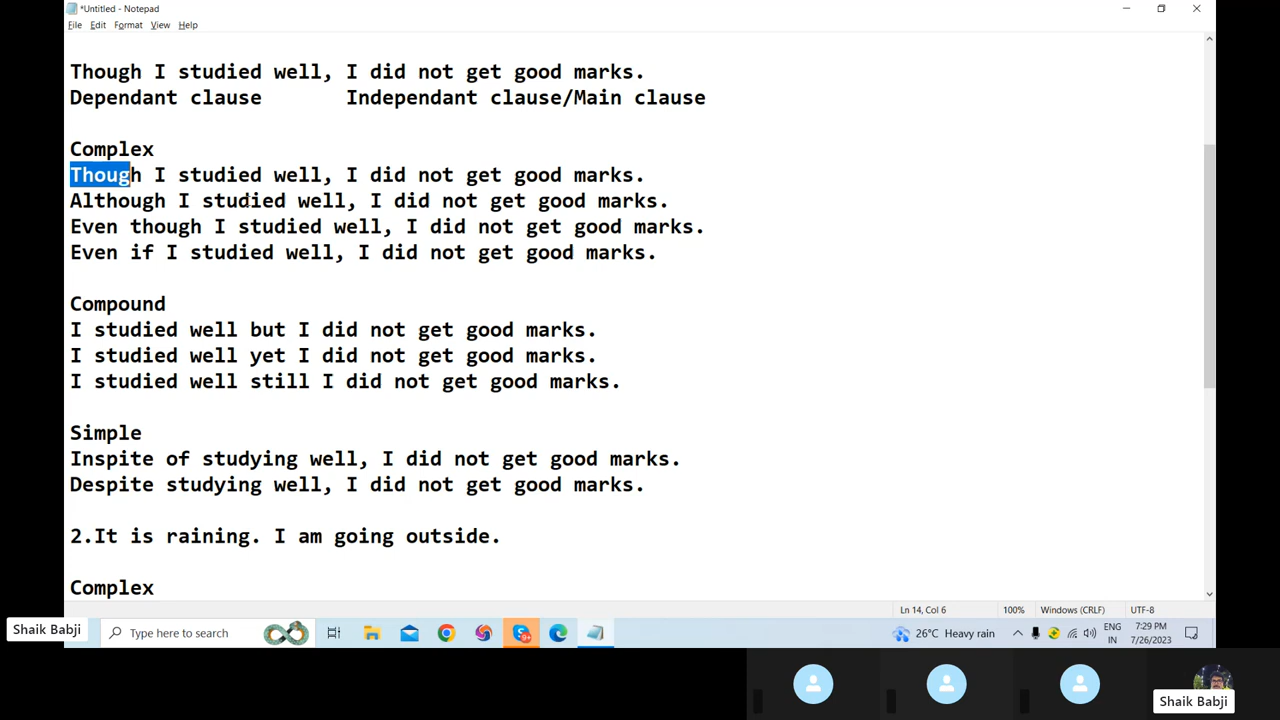 *Untitled - Notepad
File Edit Format View Help
Though I studied well, I did not get good marks.
Dependant clause Independant clause/Main clause
Complex
Though I studied well, I did not get good marks.
Although I studied well, I did not get good marks.
Even though I studied well, I did not get good marks.
Even if I studied well, I did not get good marks.
Compound
I studied well but I did not get good marks.
I studied well yet I did not get good marks.
I studied well still I did not get good marks.
Simple
Inspite of studying well, I did not get good marks.
Despite studying well, I did not get good marks.
2.It is raining. I am going outside.
Complex
Ln 14, Col 6 100% Windows (CRLF) UTF-8
Shaik Babji
Type here to search
26°C Heavy rain
ENG
IN
7:29 PM
7/26/2023
Shaik Babji